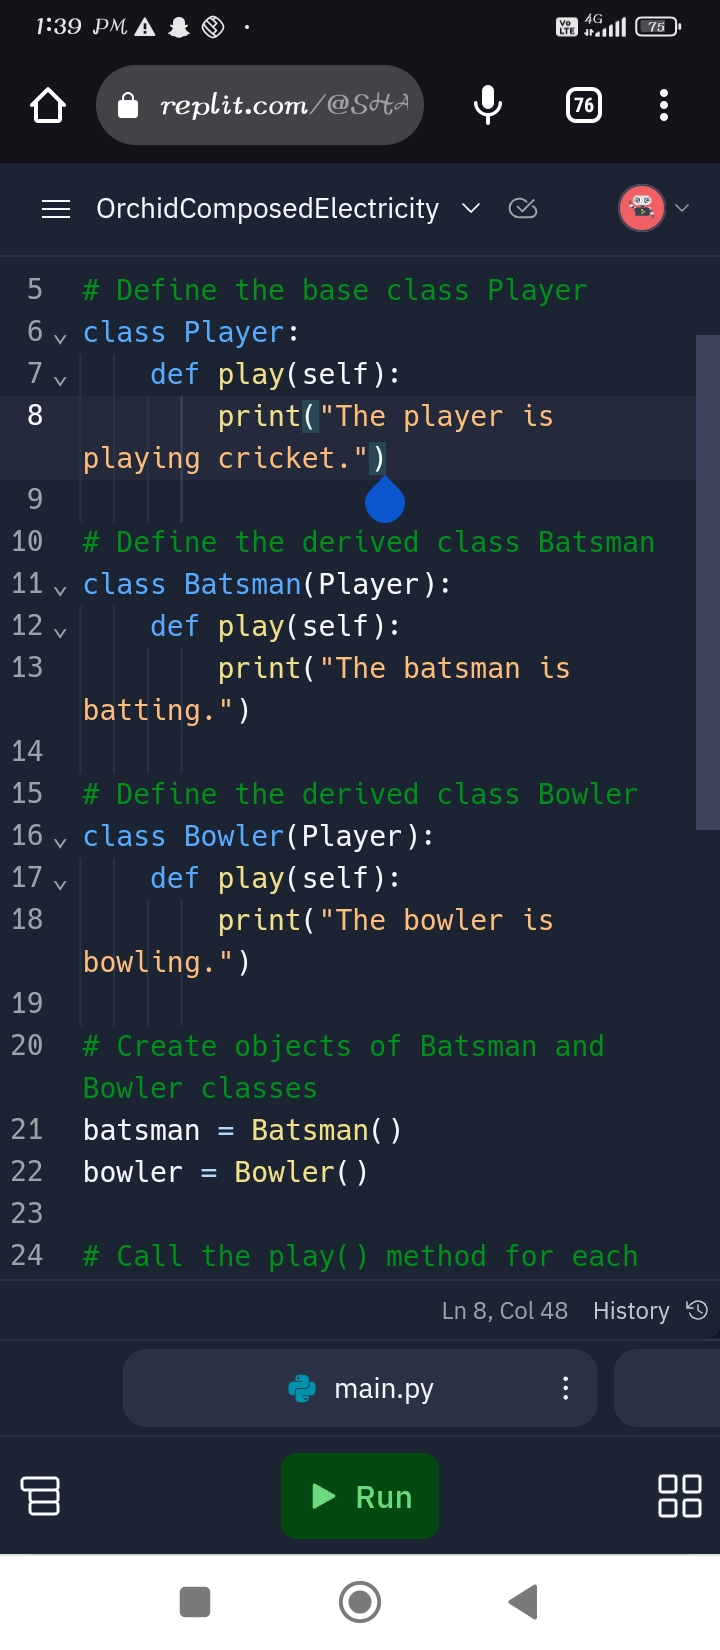 1:39 PM 4G 75
Vo LTE
replit.com/@SHA 76
OrchidComposedElectricity
5 # Define the base class Player
6 class Player:
7 def play(self):
8 print("The player is
playing cricket.")
9
10 # Define the derived class Batsman
11 class Batsman(Player):
12 def play(self):
13 print("The batsman is
batting.")
14
15 # Define the derived class Bowler
16 class Bowler(Player):
17 def play(self):
18 print("The bowler is
bowling.")
19
20 # Create objects of Batsman and
Bowler classes
21 batsman = Batsman()
22 bowler = Bowler()
23
24 # Call the play() method for each
Ln 8, Col 48 History
main.py
Run